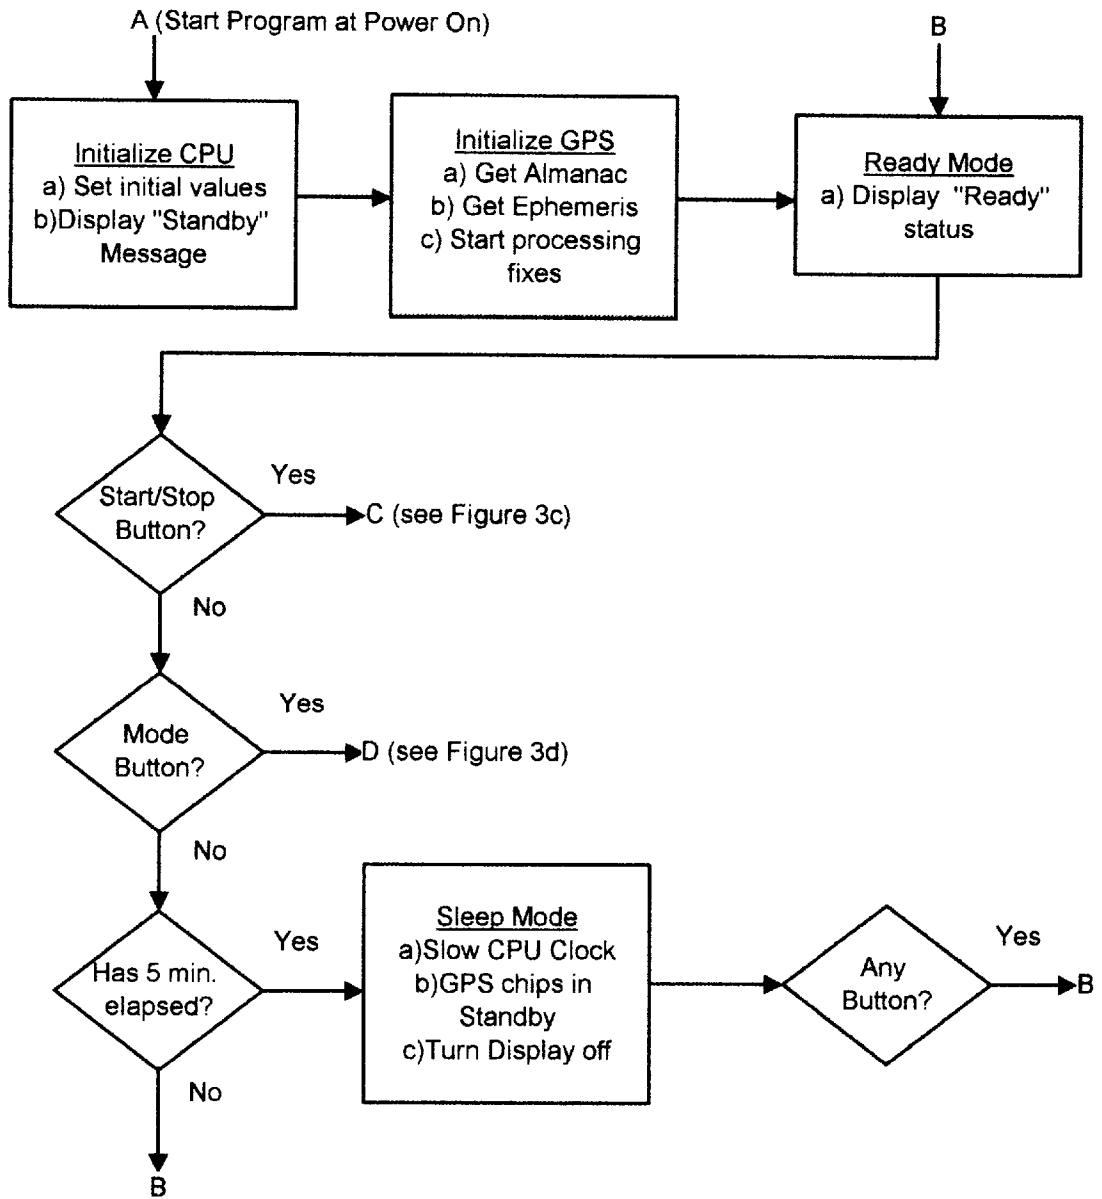 A (Start Program at Power On)
B
Initialize CPU
a) Set initial values
b)Display "Standby"
Message
Initialize GPS
a) Get Almanac
b) Get Ephemeris
c) Start processing
fixes
Ready Mode
a) Display "Ready"
status
Start/Stop
Button?
Yes
C (see Figure 3c)
No
Mode
Button?
Yes
D (see Figure 3d)
No
Has 5 min.
elapsed?
Yes
Sleep Mode
a)Slow CPU Clock
b)GPS chips in
Standby
c)Turn Display off
Any
Button?
Yes
B
No
B